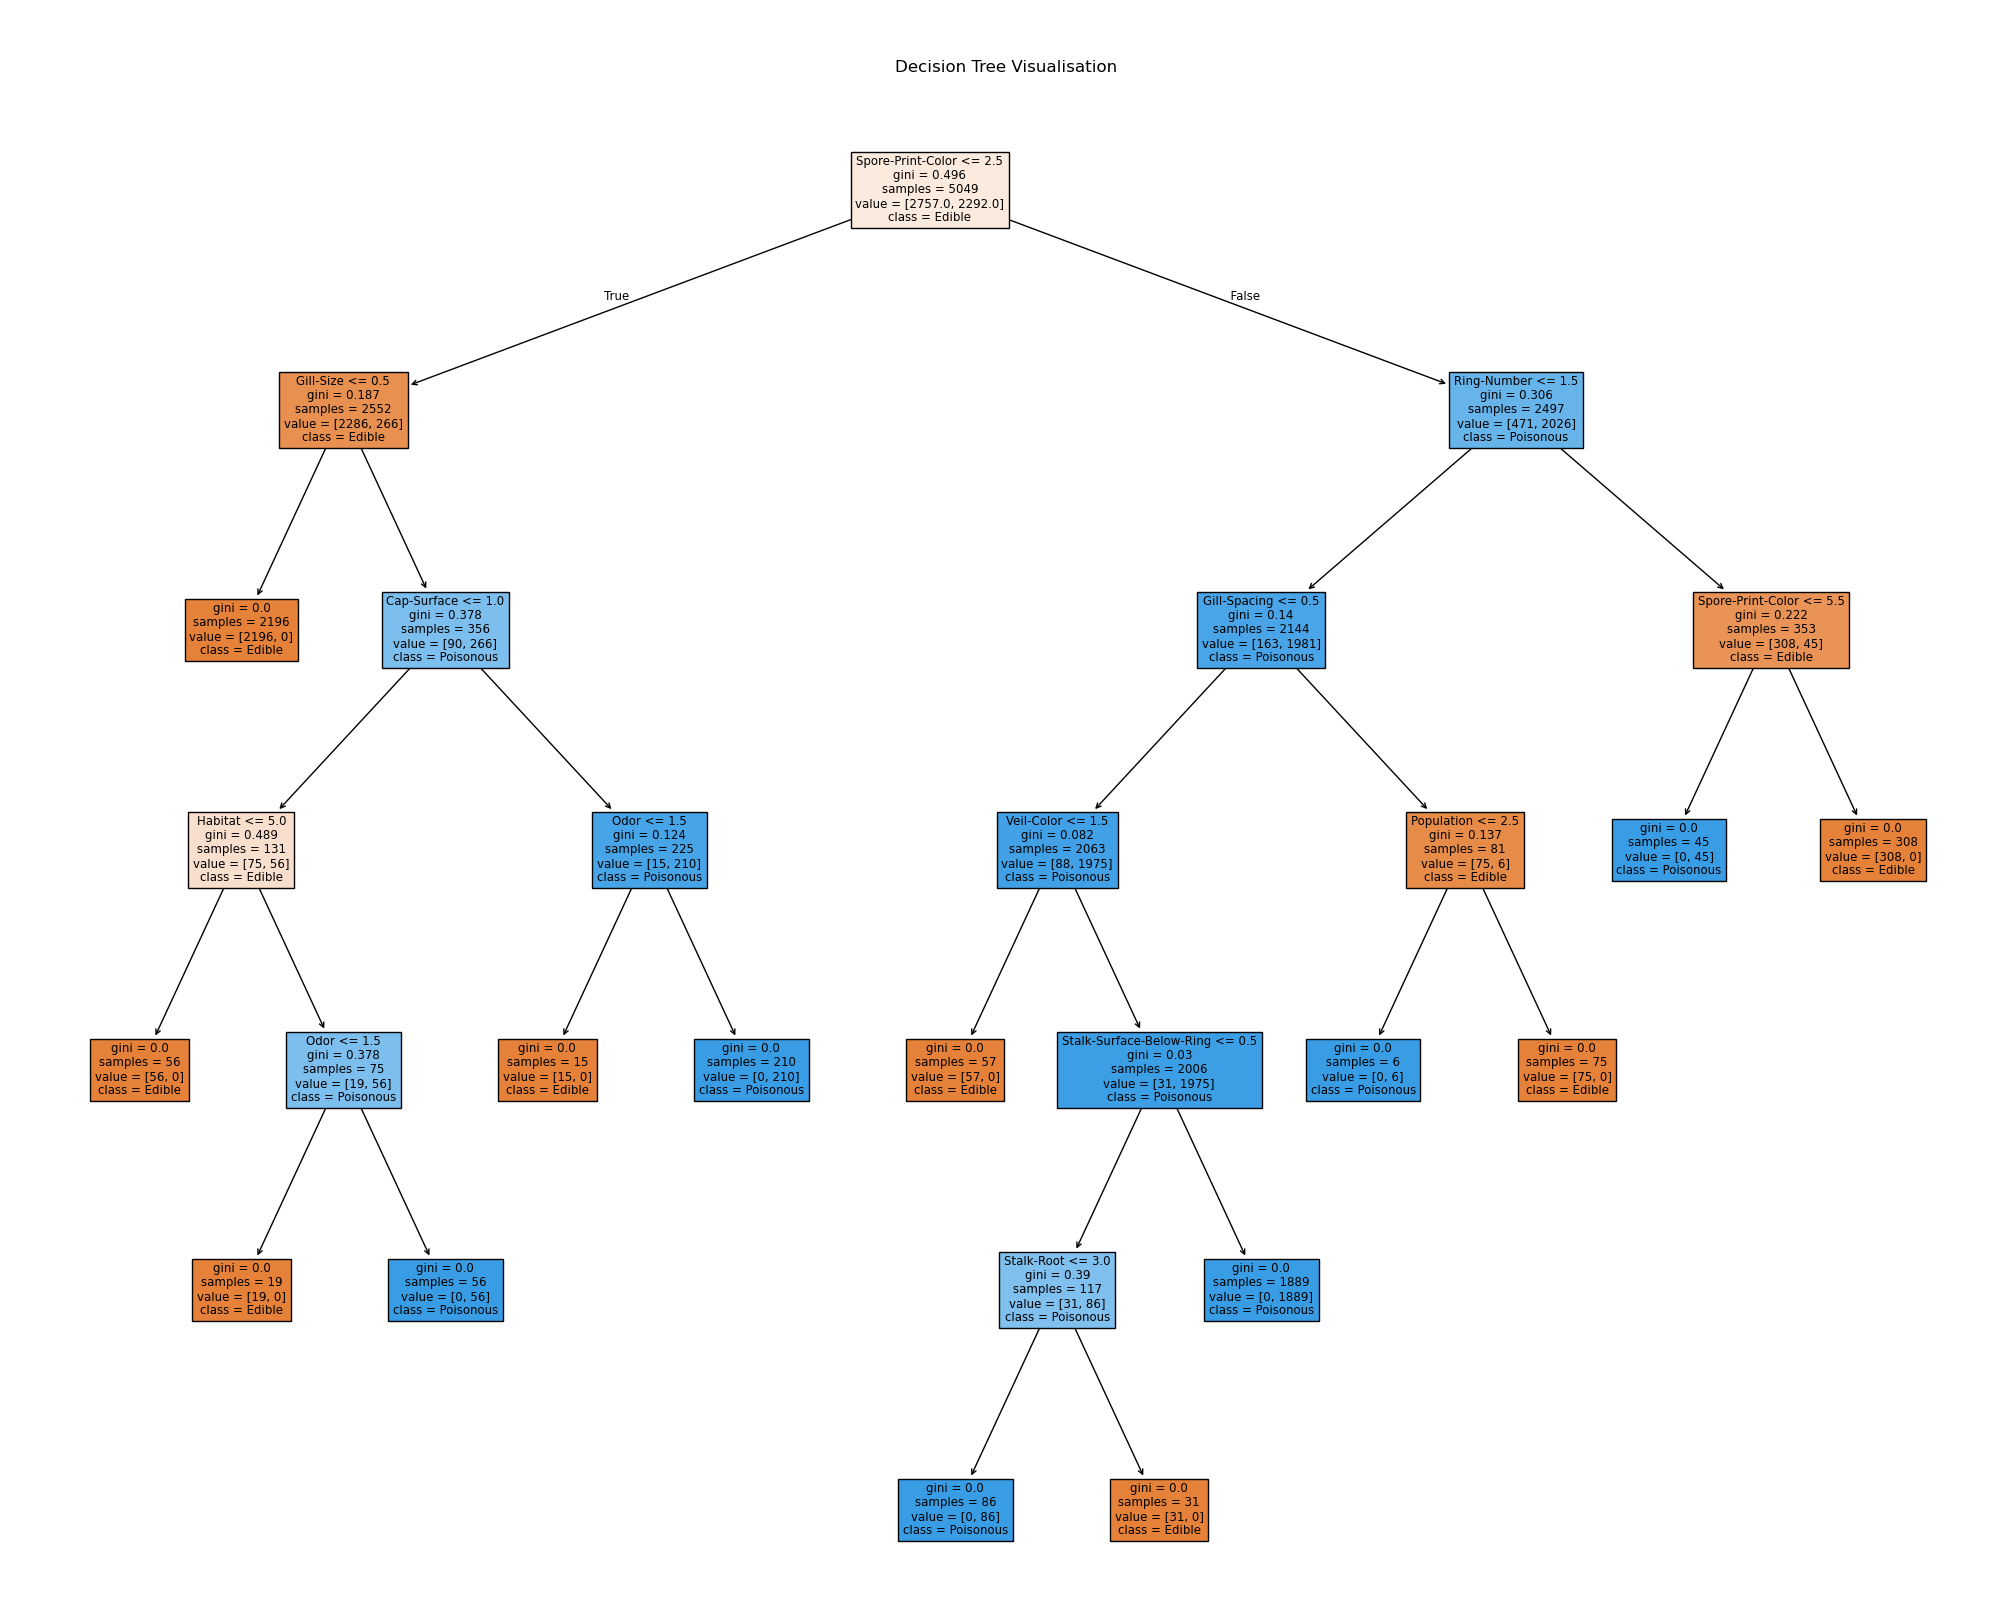 Decision Tree Visualisation
Spore-Print-Color <= 2.5
gini = 0.496
samples = 5049
value = [2757.0, 2292.0]
class = Edible
True
False
Gill-Size <= 0.5
gini = 0.187
samples = 2552
value = [2286, 266]
class = Edible
Ring-Number <= 1.5
gini = 0.306
samples = 2497
value = [471, 2026]
class = Poisonous
gini = 0.0
samples = 2196
value = [2196, 0]
class = Edible
Cap-Surface <= 1.0
gini = 0.378
samples = 356
value = [90, 266]
class = Poisonous
Gill-Spacing <= 0.5
gini = 0.14
samples = 2144
value = [163, 1981]
class = Poisonous
Spore-Print-Color <= 5.5
gini = 0.222
samples = 353
value = [308, 45]
class = Edible
Habitat <= 5.0
gini = 0.489
samples = 131
value = [75, 56]
class = Edible
Odor <= 1.5
gini = 0.124
samples = 225
value = [15, 210]
class = Poisonous
Veil-Color <= 1.5
gini = 0.082
samples = 2063
value = [88, 1975]
class = Poisonous
Population <= 2.5
gini = 0.137
samples = 81
value = [75, 6]
class = Edible
gini = 0.0
samples = 45
value = [0, 45]
class = Poisonous
gini = 0.0
samples = 308
value = [308, 0]
class = Edible
gini = 0.0
samples = 56
value = [56, 0]
class = Edible
Odor <= 1.5
gini = 0.378
samples = 75
value = [19, 56]
class = Poisonous
gini = 0.0
samples = 15
value = [15, 0]
class = Edible
gini = 0.0
samples = 210
value = [0, 210]
class = Poisonous
gini = 0.0
samples = 57
value = [57, 0]
class = Edible
Stalk-Surface-Below-Ring <= 0.5
gini = 0.03
samples = 2006
value = [31, 1975]
class = Poisonous
gini = 0.0
samples = 6
value = [0, 6]
class = Poisonous
gini = 0.0
samples = 75
value = [75, 0]
class = Edible
gini = 0.0
samples = 19
value = [19, 0]
class = Edible
gini = 0.0
samples = 56
value = [0, 56]
class = Poisonous
Stalk-Root <= 3.0
gini = 0.39
samples = 117
value = [31, 86]
class = Poisonous
gini = 0.0
samples = 1889
value = [0, 1889]
class = Poisonous
gini = 0.0
samples = 86
value = [0, 86]
class = Poisonous
gini = 0.0
samples = 31
value = [31, 0]
class = Edible